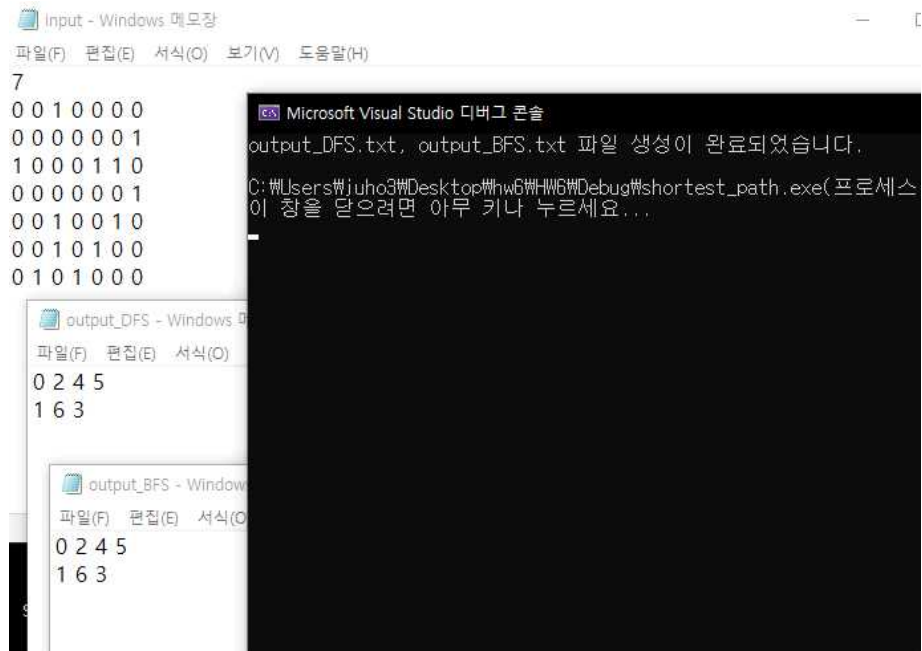 input - Windows 메모장
파일(F) 편집(E) 서식(O) 보기(V) 도움말(H)
7
0 0 1 0 0 0 0
0 0 0 0 0 0 1
1 0 0 0 1 1 0
0 0 0 0 0 0 1
0 0 1 0 0 1 0
0 0 1 0 1 0 0
0 1 0 1 0 0 0
Microsoft Visual Studio 디버그 콘솔
output_DFS.txt, output_BFS.txt 파일 생성이 완료되었습니다.
C:₩Users₩juho3₩Desktop₩hw6₩HW6₩Debug₩shortest_path.exe(프로세스
이 창을 닫으려면 아무 키나 누르세요...
output_DFS - Windows
파일(F) 편집(E) 서식(O)
0 2 4 5
1 6 3
output_BFS - Window
파일(F) 편집(E) 서식(O
0 2 4 5
1 6 3